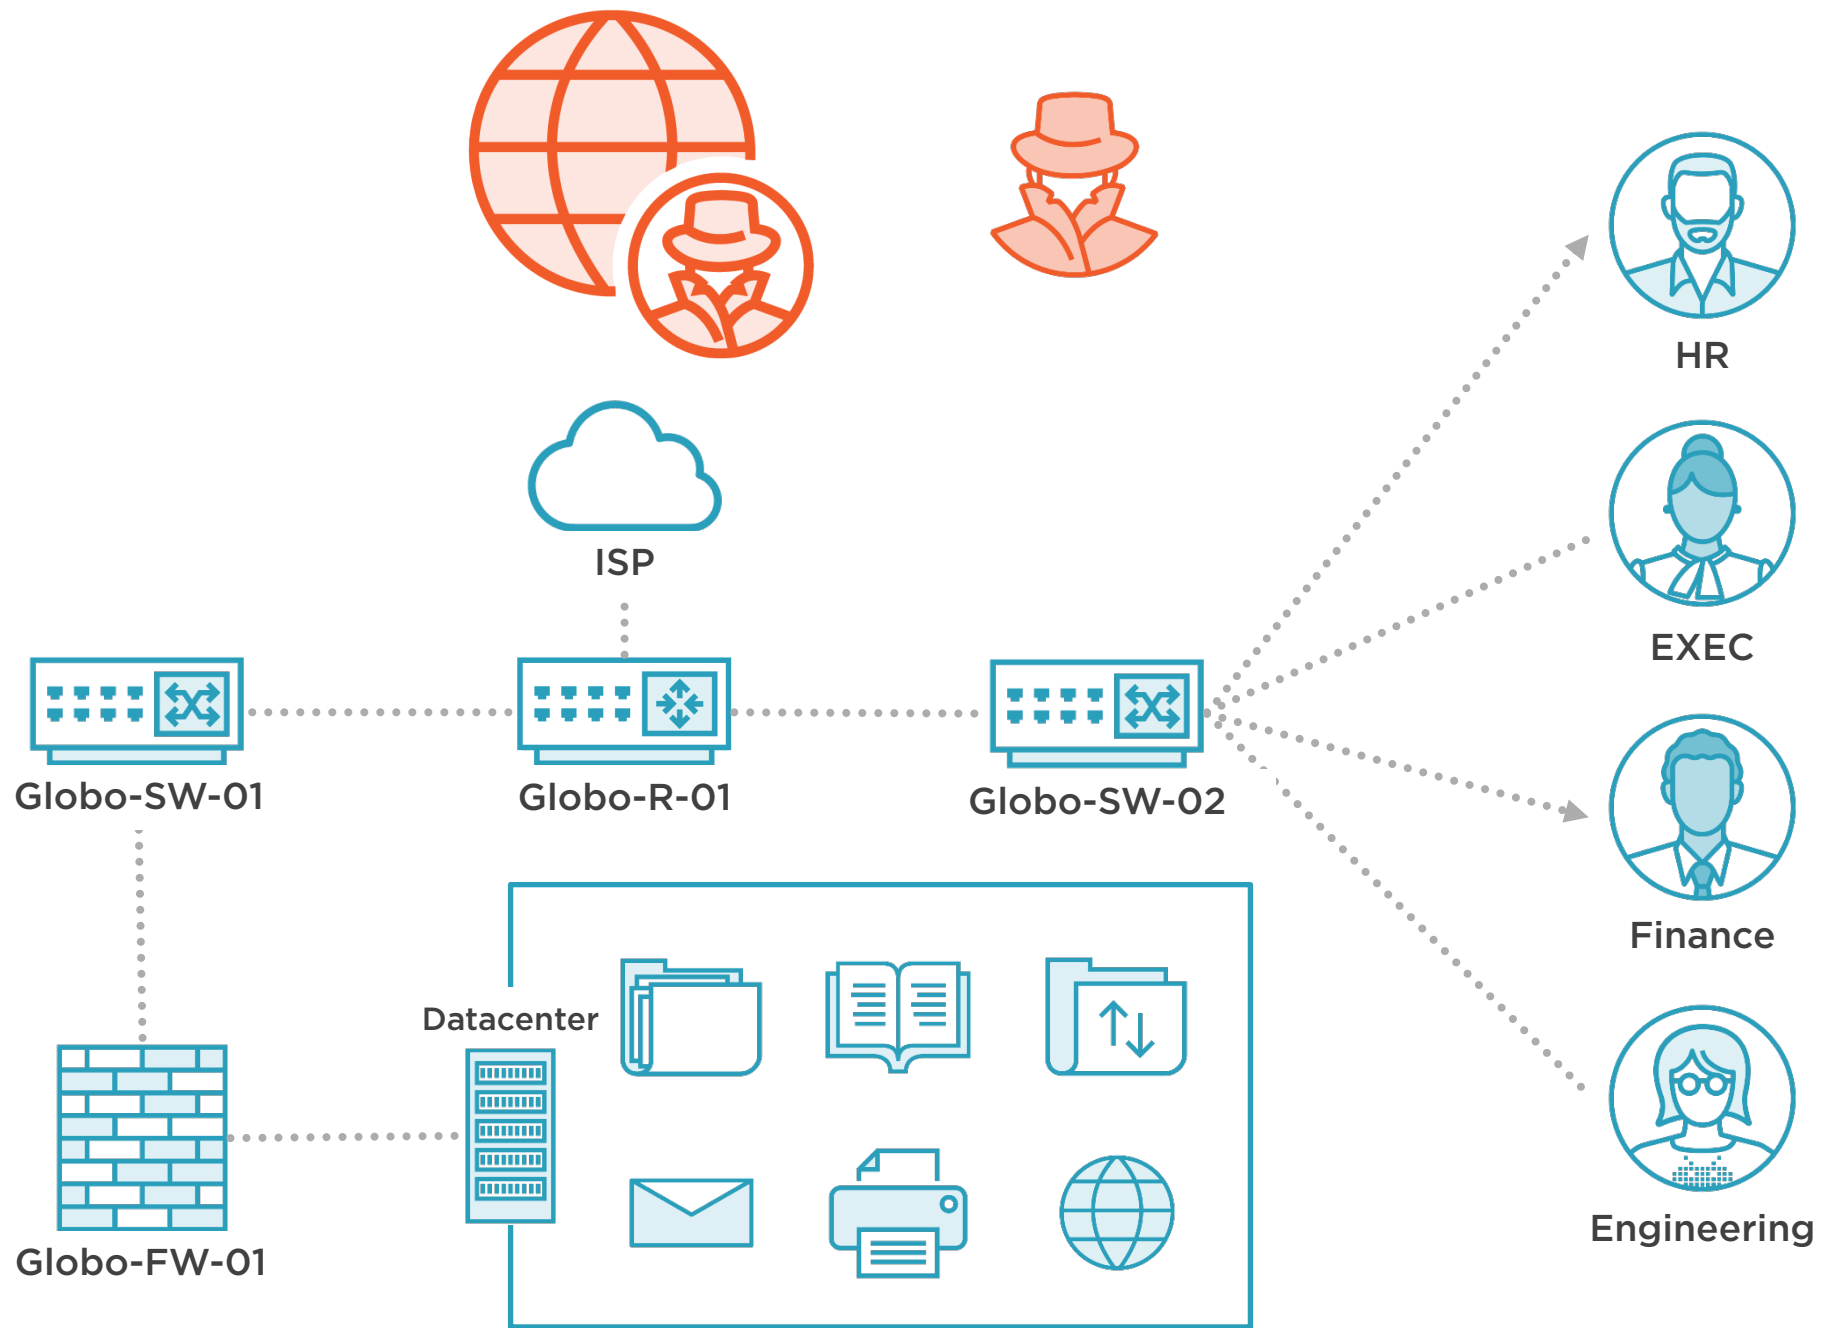 HR
ISP
EXEC
Globo-SW-01
Globo-R-01
Globo-SW-02
Finance
Datacenter
Engineering
Globo-FW-01